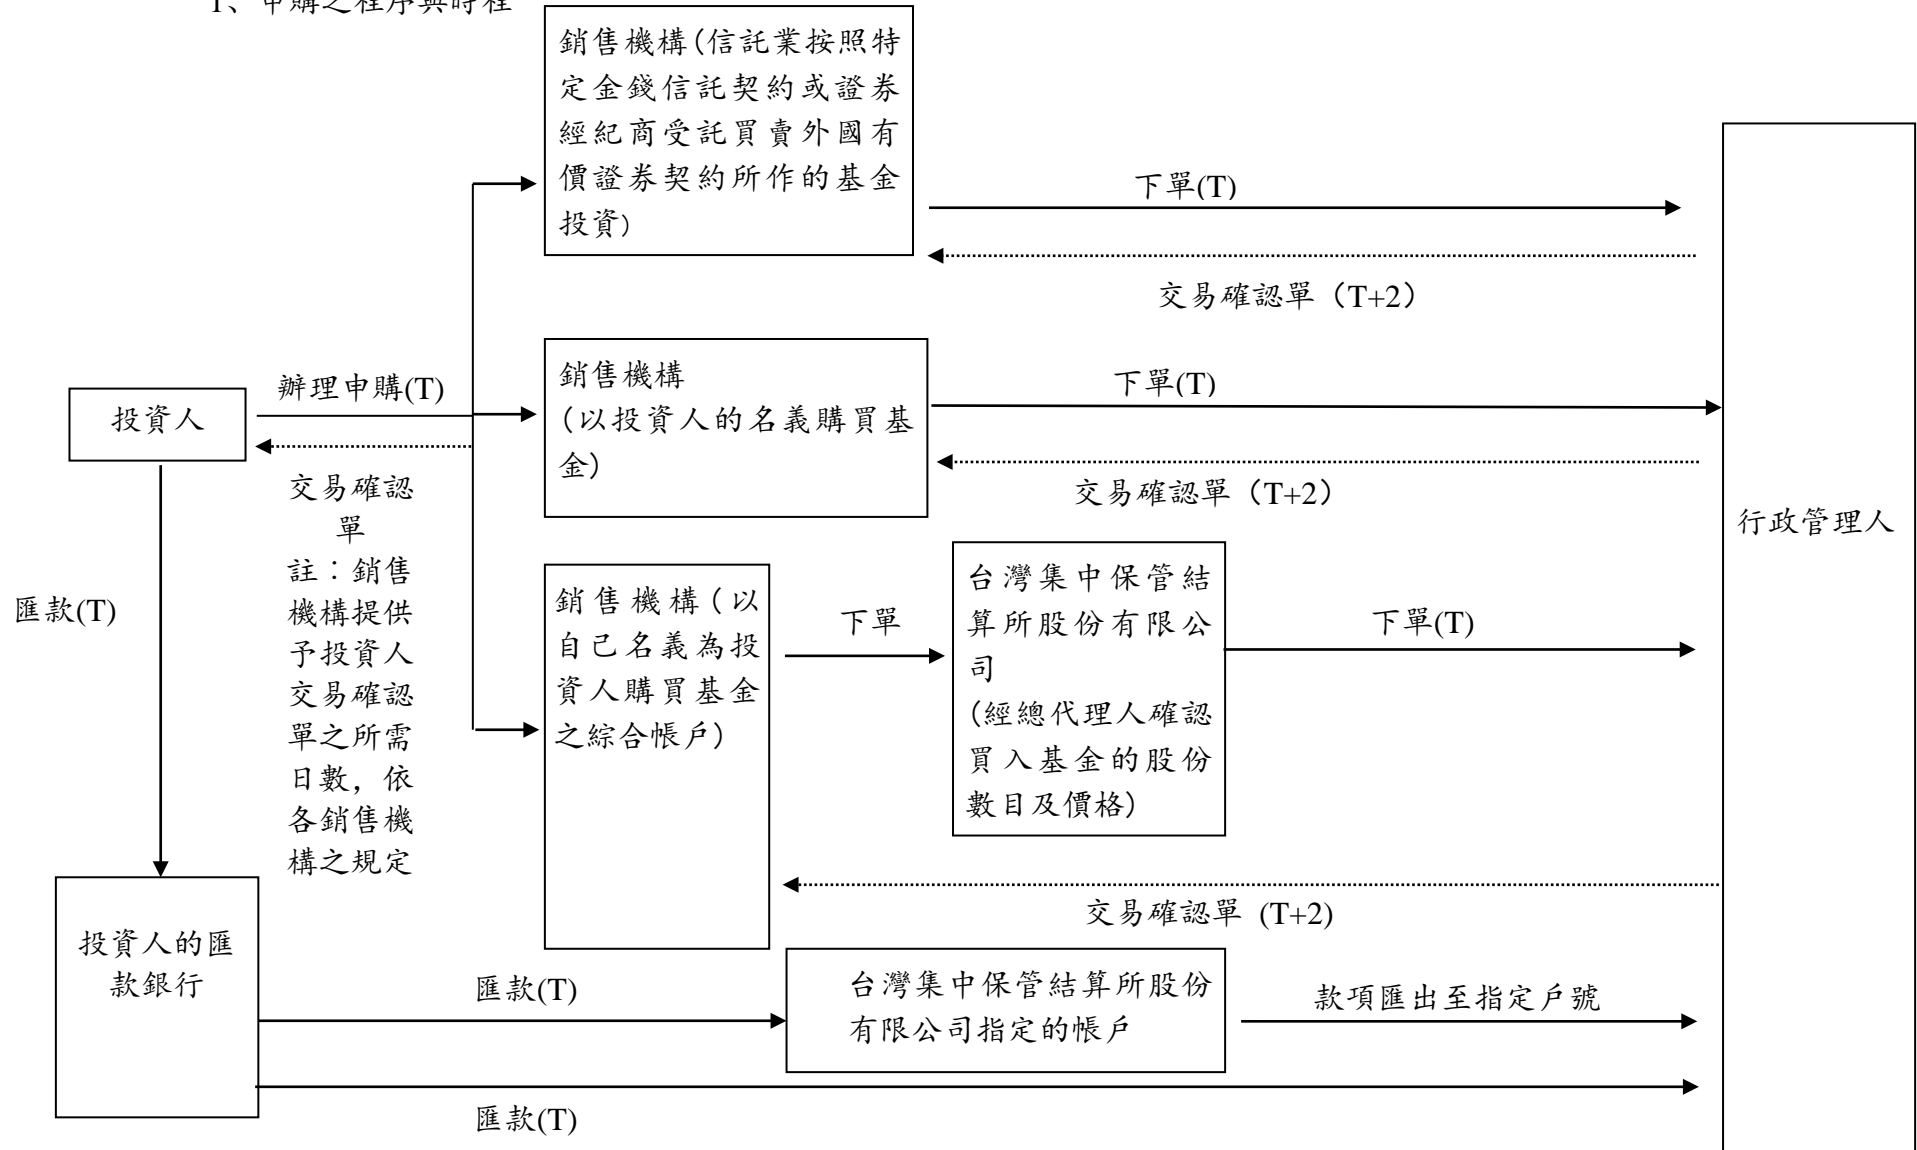 1、申購之程序與時程
銷售機構(信託業按照特
定金錢信託契約或證券
經紀商受託買賣外國有
價證券契約所作的基金
投資)
下單(T)
交易確認單（T+2）
投資人
辦理申購(T)
銷售機構
(以投資人的名義購買基
金)
下單(T)
交易確認單（T+2）
行政管理人
交易確認
單
註：銷售
機構提供
予投資人
交易確認
單之所需
日數，依
各銷售機
構之規定
匯款(T)
銷售機構(以
自己名義為投
資人購買基金
之綜合帳戶)
下單
台灣集中保管結
算所股份有限公
司
(經總代理人確認
買入基金的股份
數目及價格)
下單(T)
交易確認單 (T+2)
投資人的匯
款銀行
匯款(T)
台灣集中保管結算所股份
有限公司指定的帳戶
款項匯出至指定戶號
匯款(T)